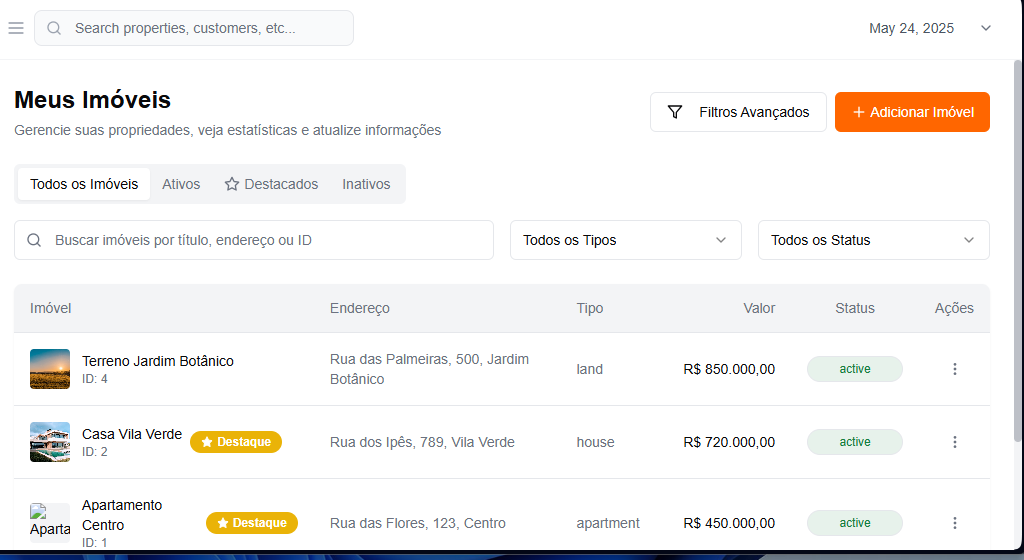 Search properties, customers, etc...
May 24, 2025
Meus Imóveis
Gerencie suas propriedades, veja estatísticas e atualize informações
Filtros Avançados
+ Adicionar Imóvel
Todos os Imóveis
Ativos
Destacados
Inativos
Buscar imóveis por título, endereço ou ID
Todos os Tipos
Todos os Status
Imóvel
Endereço
Tipo
Valor
Status
Ações
Terreno Jardim Botânico
ID: 4
Rua das Palmeiras, 500, Jardim
Botânico
land
R$ 850.000,00
active
Casa Vila Verde
ID: 2
Destaque
Rua dos Ipês, 789, Vila Verde
house
R$ 720.000,00
active
Aparta
Apartamento
Centro
ID: 1
Destaque
Rua das Flores, 123, Centro
apartment
R$ 450.000,00
active